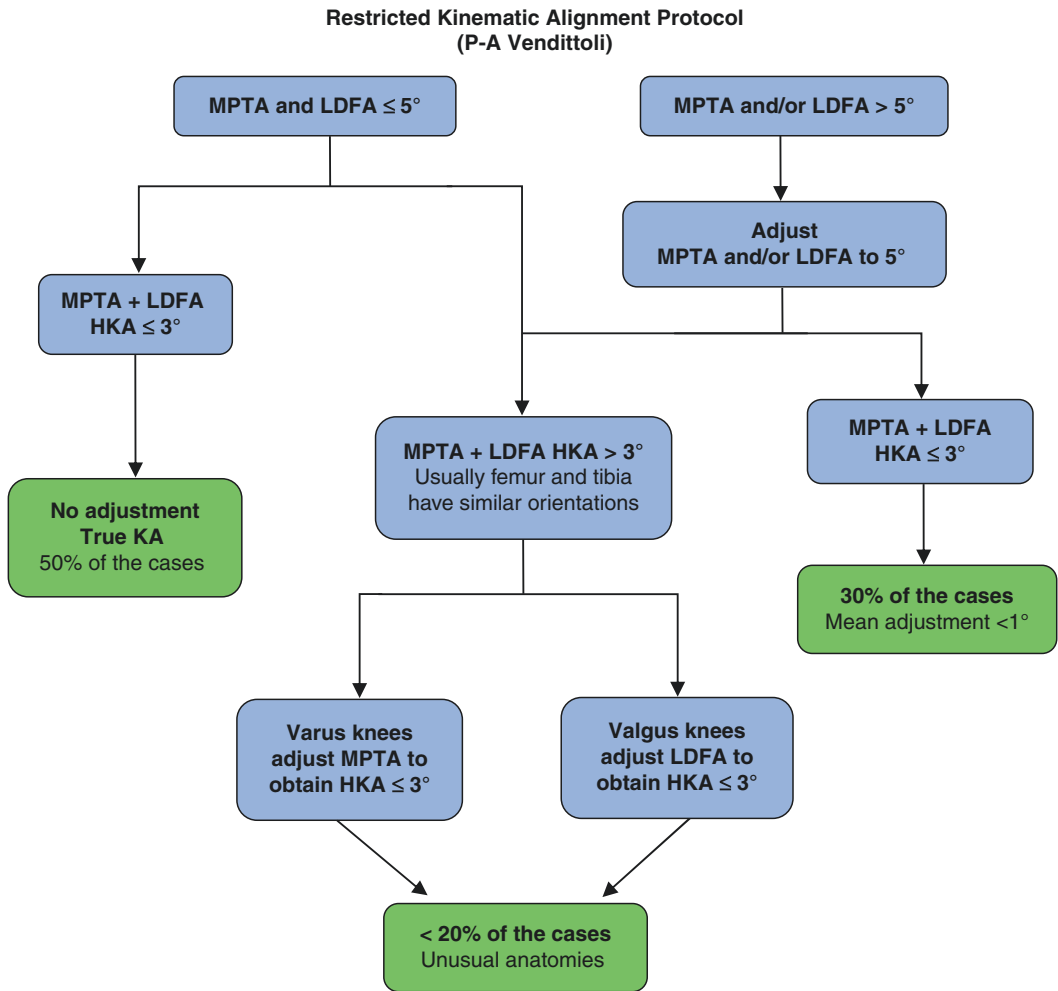 Restricted Kinematic Alignment Protocol
(P-A Vendittoli)
MPTA and LDFA ≤ 5°
MPTA and/or LDFA > 5°
Adjust
MPTA and/or LDFA to 5°
MPTA + LDFA
HKA ≤ 3°
MPTA + LDFA HKA > 3°
Usually femur and tibia
have similar orientations
MPTA + LDFA
HKA ≤ 3°
No adjustment
True KA
50% of the cases
30% of the cases
Mean adjustment <1°
Varus knees
adjust MPTA to
obtain HKA ≤ 3°
Valgus knees
adjust LDFA to
obtain HKA ≤ 3°
< 20% of the cases
Unusual anatomies